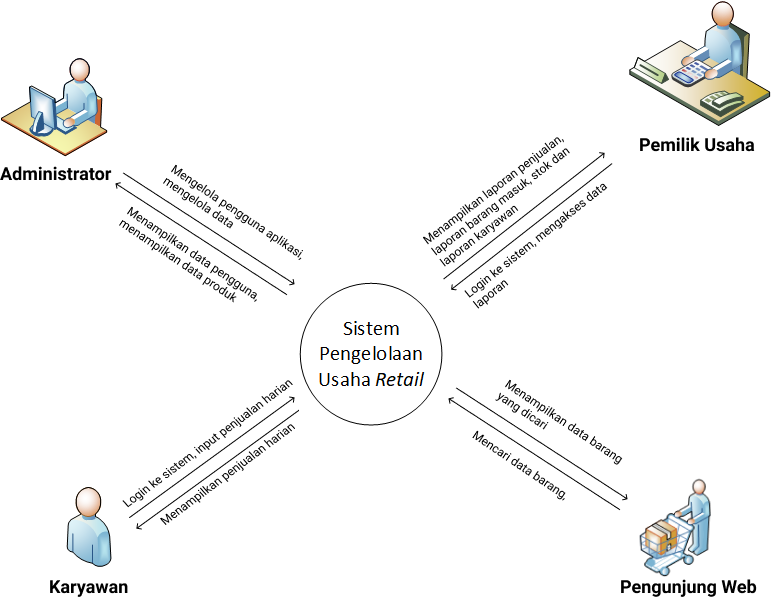 Pemilik Usaha
Administrator
Mengelola pengguna aplikasi,
mengelola data
Menampilkan data pengguna,
menampilkan data produk
Menampilkan laporan penjualan,
laporan barang masuk, stok dan
laporan karyawan
Login ke sistem, mengakses data
laporan
Sistem
Pengelolaan
Usaha Retail
Login ke sistem, input penjualan harian
Menampilkan penjualan harian
Menampilkan data barang
yang dicari
Mencari data barang,
Karyawan
Pengunjung Web